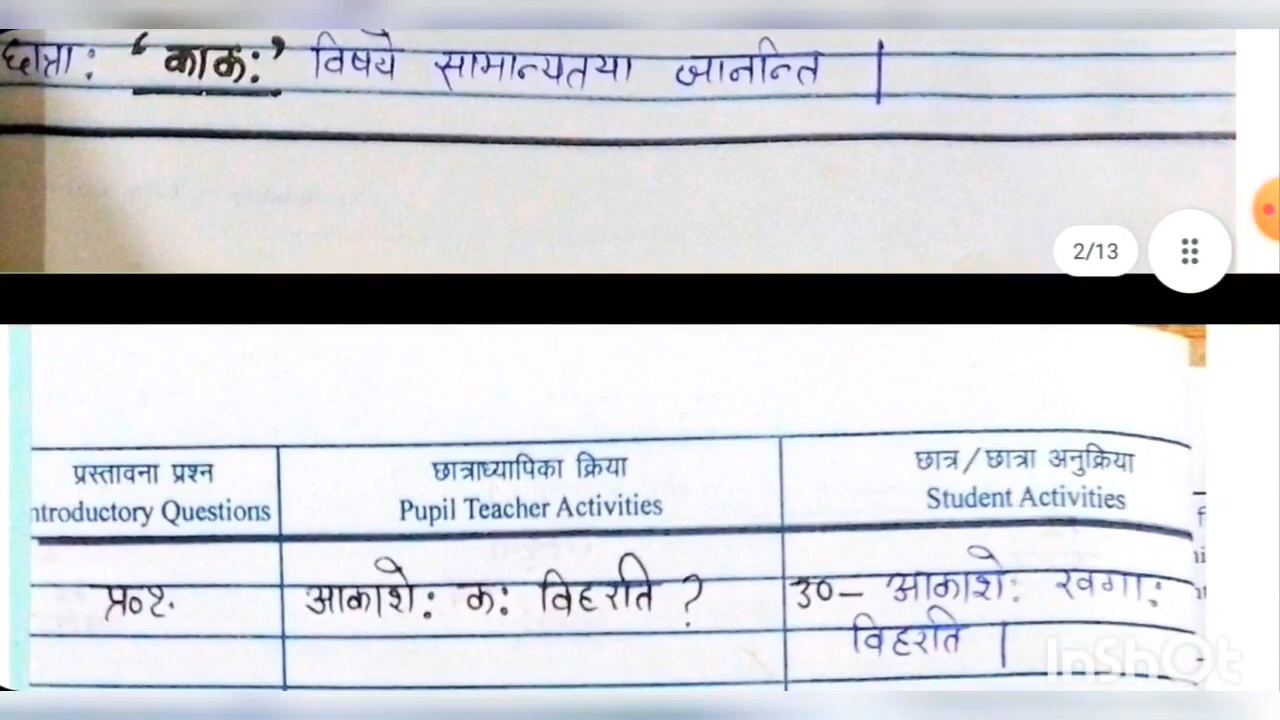 छात्रा: ‘काक:’ विषये सामान्यतया जानन्ति |
2/13
प्रस्तावना प्रश्न
ntroductory Questions
छात्राध्यापिका क्रिया
Pupil Teacher Activities
छात्र / छात्रा अनुक्रिया
Student Activities
प्र०१.
आकाशे: क: विहरति ?
उ०– आकाशे: खगा:
विहरति |
InShOt